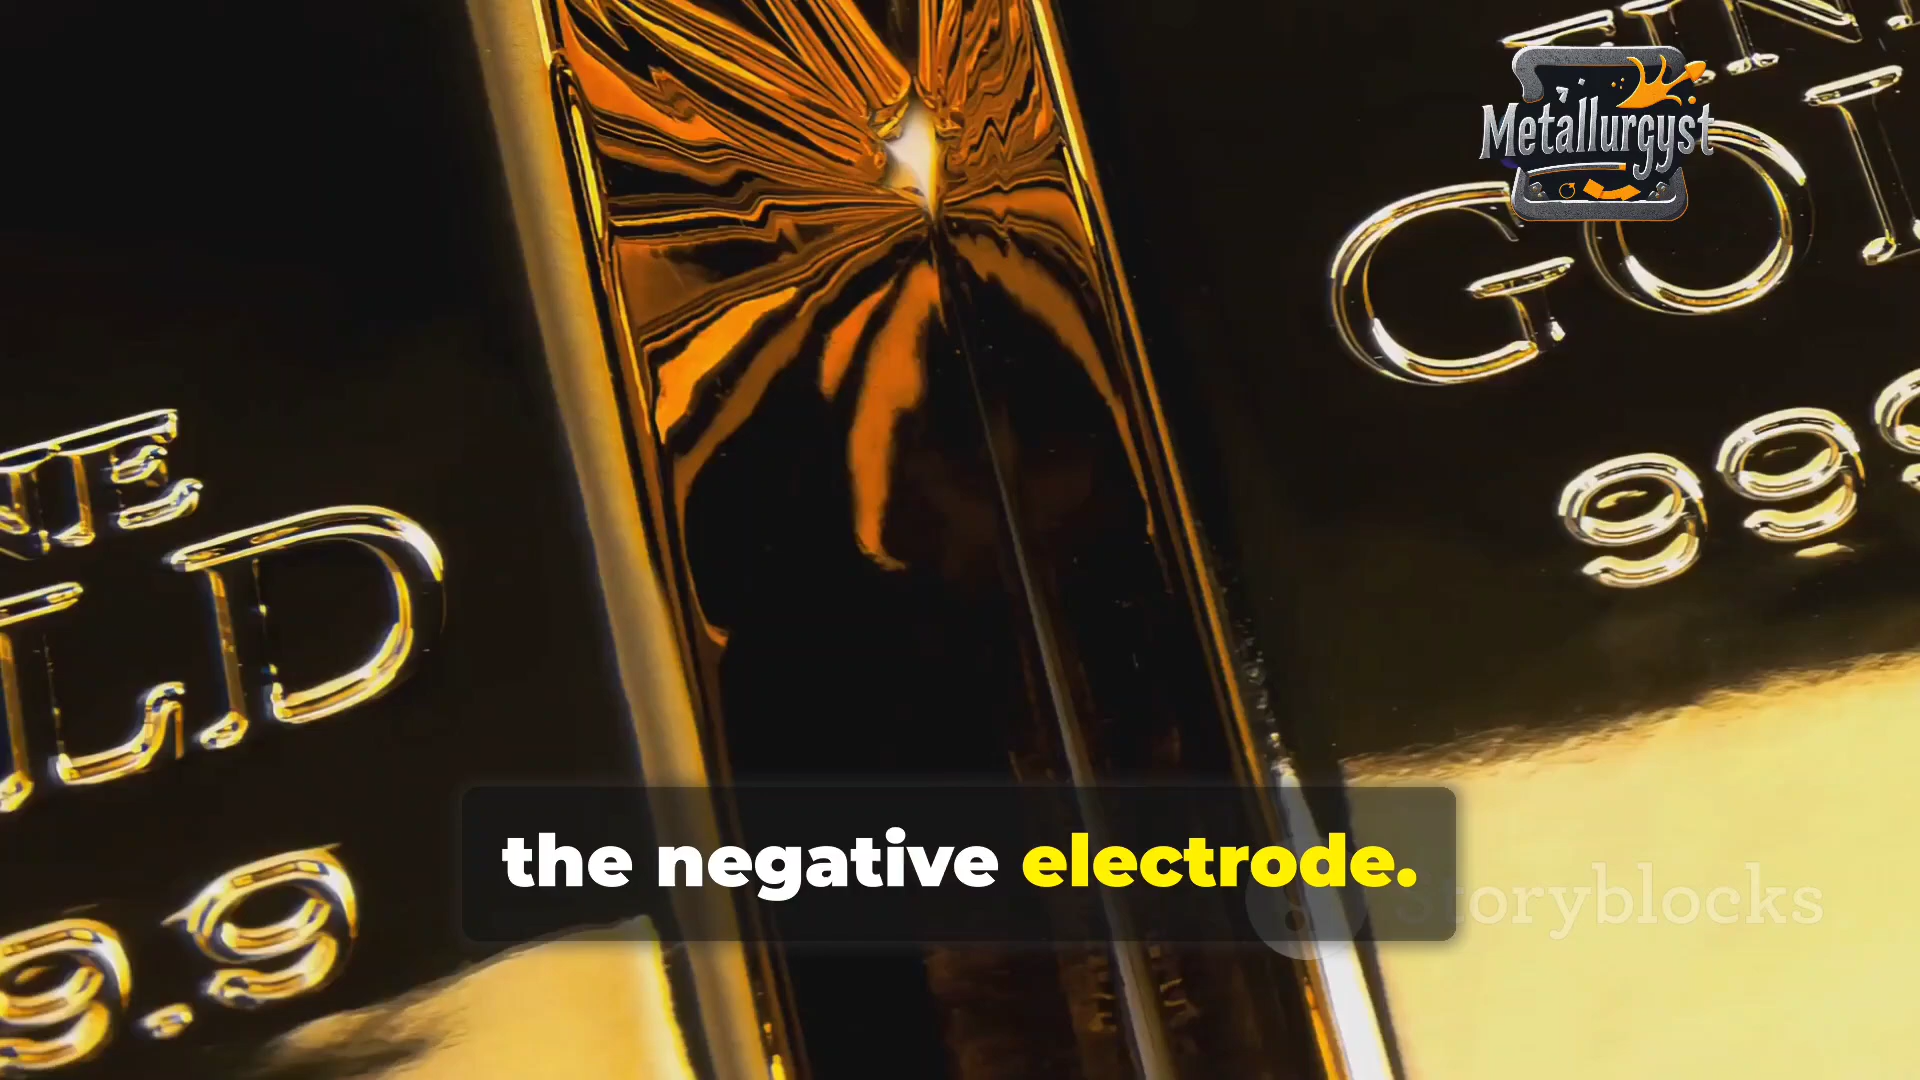 Metallurgyst
GOL
999
LD
9.9
the negative electrode.
Storyblocks